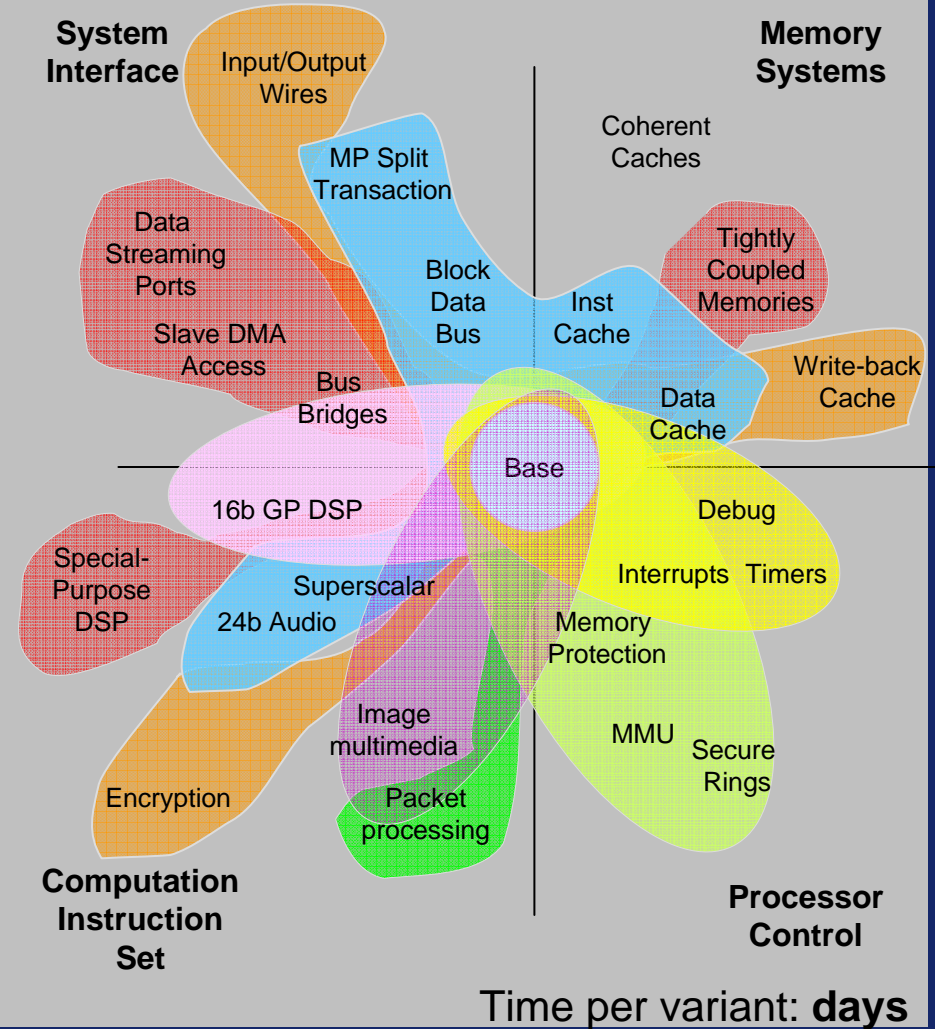 System
Interface
Memory
Systems
Input/Output
Wires
Coherent
Caches
MP Split
Transaction
Data
Streaming
Ports
Tightly
Coupled
Memories
Block
Data
Bus
Inst
Cache
Slave DMA
Access
Write-back
Cache
Bus
Bridges
Data
Cache
Base
16b GP DSP
Debug
Special-
Purpose
DSP
Superscalar
Interrupts Timers
24b Audio
Memory
Protection
Image
multimedia
MMU
Secure
Rings
Encryption
Packet
processing
Computation
Instruction
Set
Processor
Control
Time per variant: days